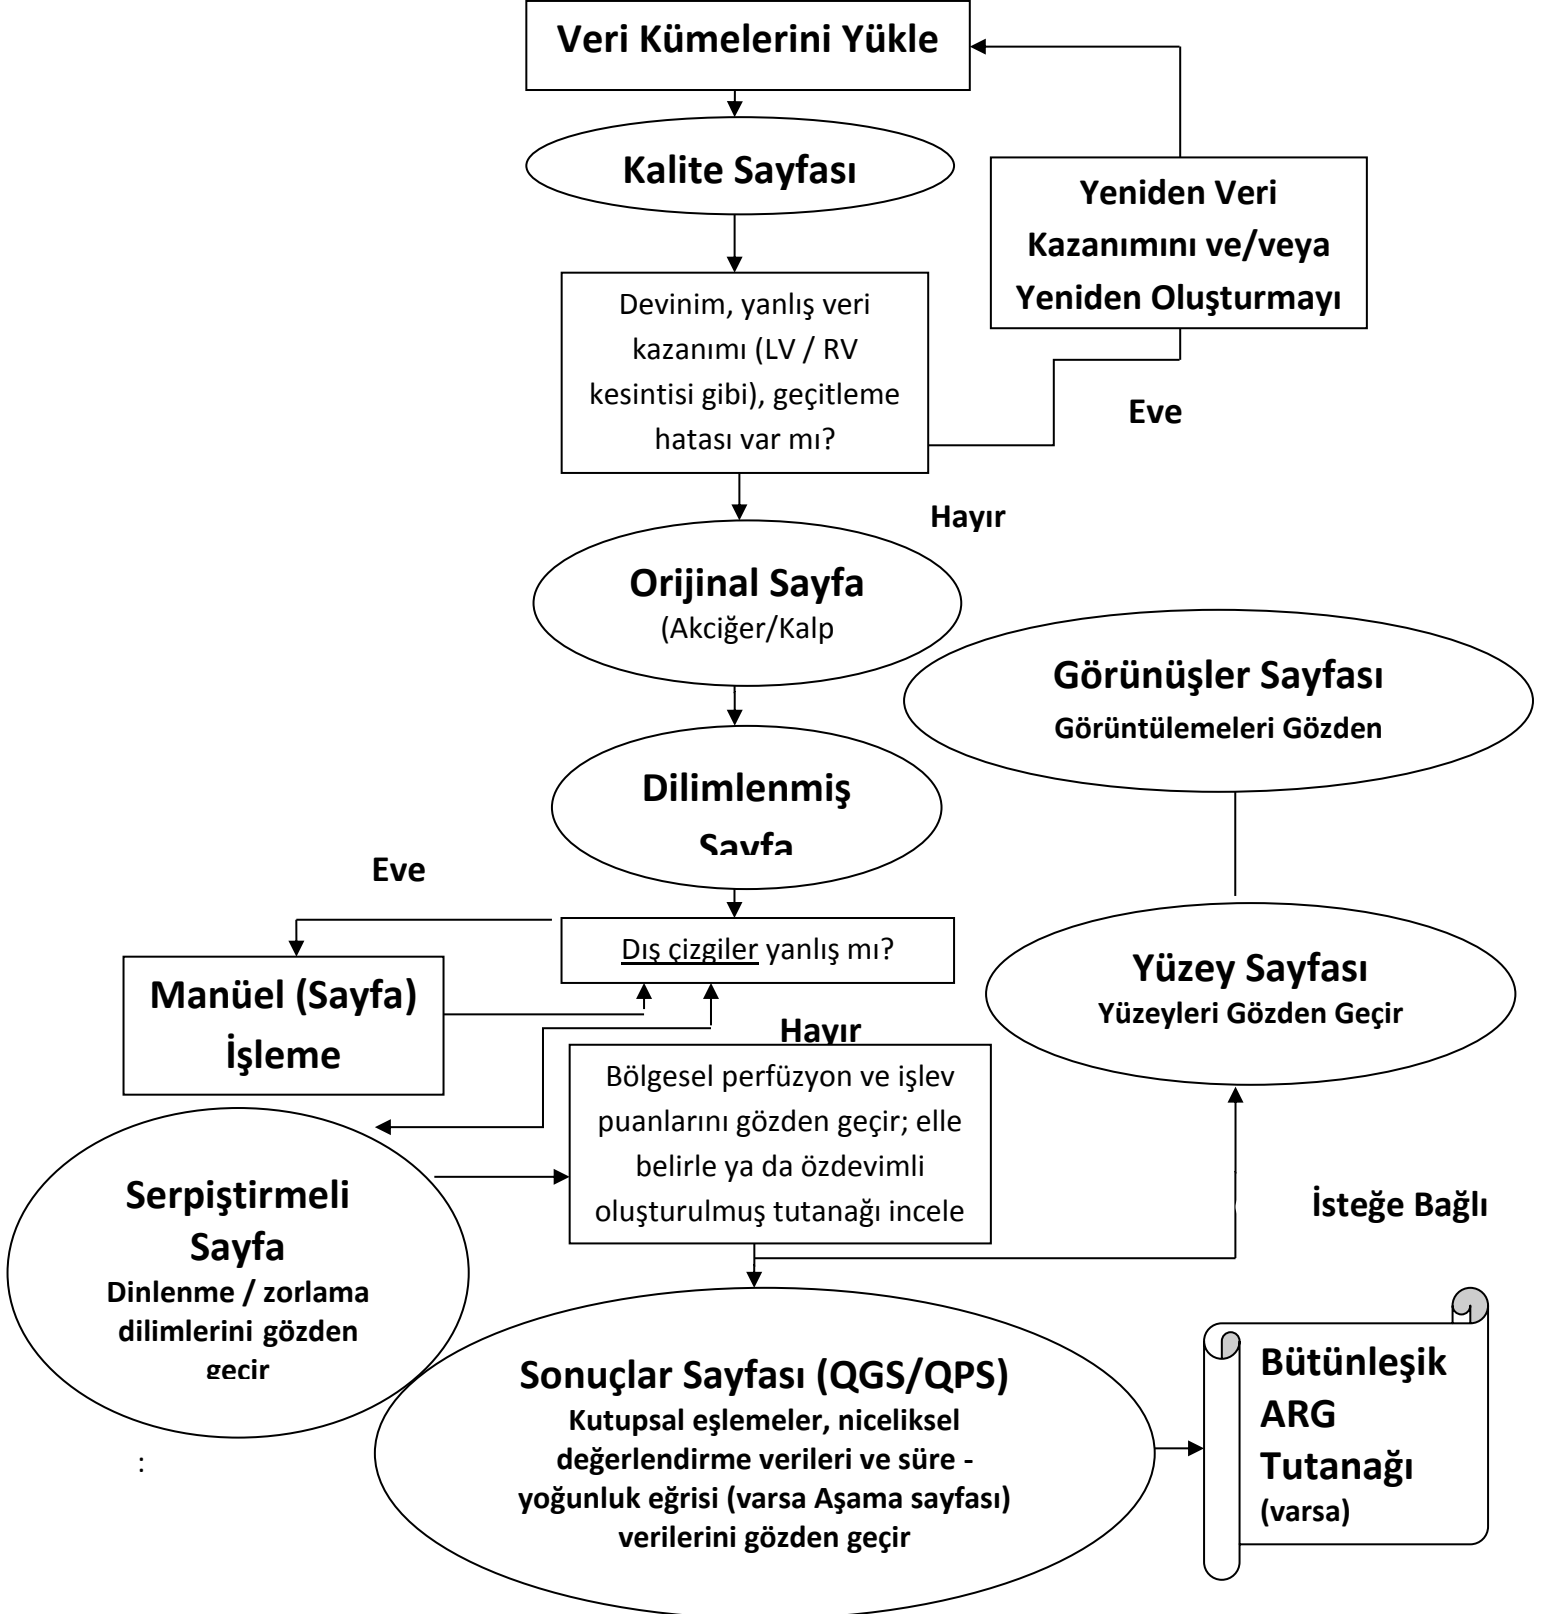 Veri Kümelerini Yükle
Kalite Sayfası
Yeniden Veri
Kazanımını ve/veya
Yeniden Oluşturmayı
Devinim, yanlış veri
kazanımı (LV / RV
kesintisi gibi), geçitleme
hatası var mı?
Eve
Hayır
Orijinal Sayfa
(Akciğer/Kalp
Görünüşler Sayfası
Görüntülemeleri Gözden
Dilimlenmiş
Sayfa
Eve
Dış çizgiler yanlış mı?
Yüzey Sayfası
Yüzeyleri Gözden Geçir
Manüel (Sayfa)
İşleme
Hayır
Bölgesel perfüzyon ve işlev
puanlarını gözden geçir; elle
belirle ya da özdevimli
oluşturulmuş tutanağı incele
Serpiştirmeli
Sayfa
Dinlenme / zorlama
dilimlerini gözden
geçir
:
İsteğe Bağlı
Sonuçlar Sayfası (QGS/QPS)
Kutupsal eşlemeler, niceliksel
değerlendirme verileri ve süre -
yoğunluk eğrisi (varsa Aşama sayfası)
verilerini gözden geçir
Bütünleşik
ARG
Tutanağı
(varsa)